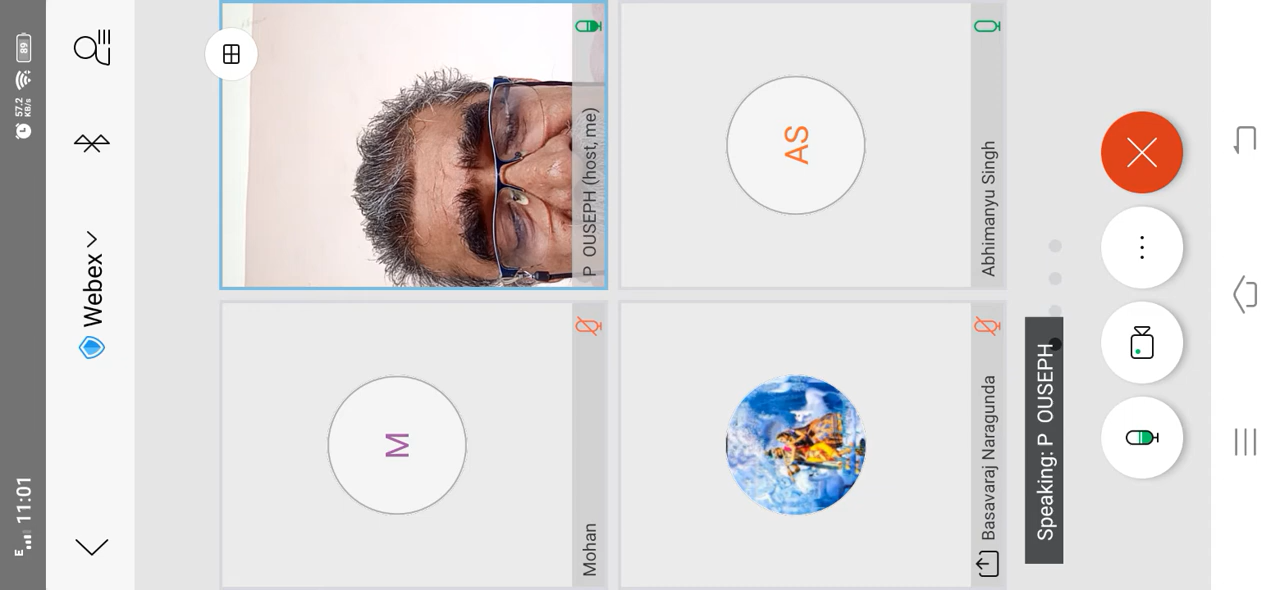 11:01
E
57.2
KB/s
89
Webex
Mohan
M
P OUSEPH (host, me)
Basavaraj Naragunda
Abhimanyu Singh
AS
Speaking: P OUSEPH